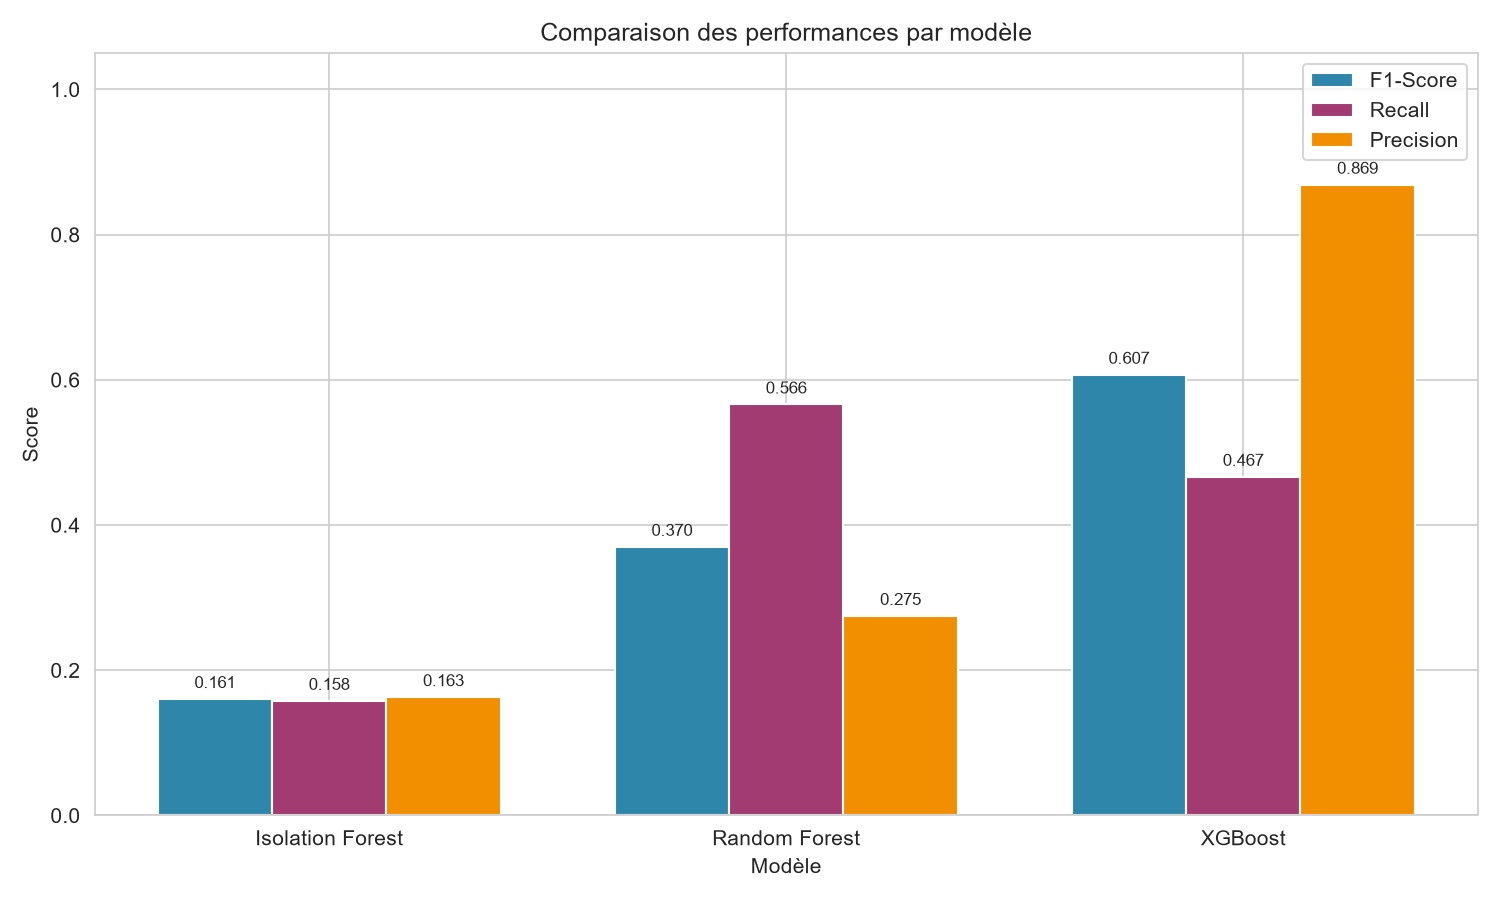 Comparaison des performances par modèle
F1-Score
Recall
Precision
1.0
0.8
0.6
0.4
0.2
0.0
Score
0.161
0.158
0.163
0.370
0.566
0.275
0.607
0.467
0.869
Isolation Forest
Random Forest
XGBoost
Modèle